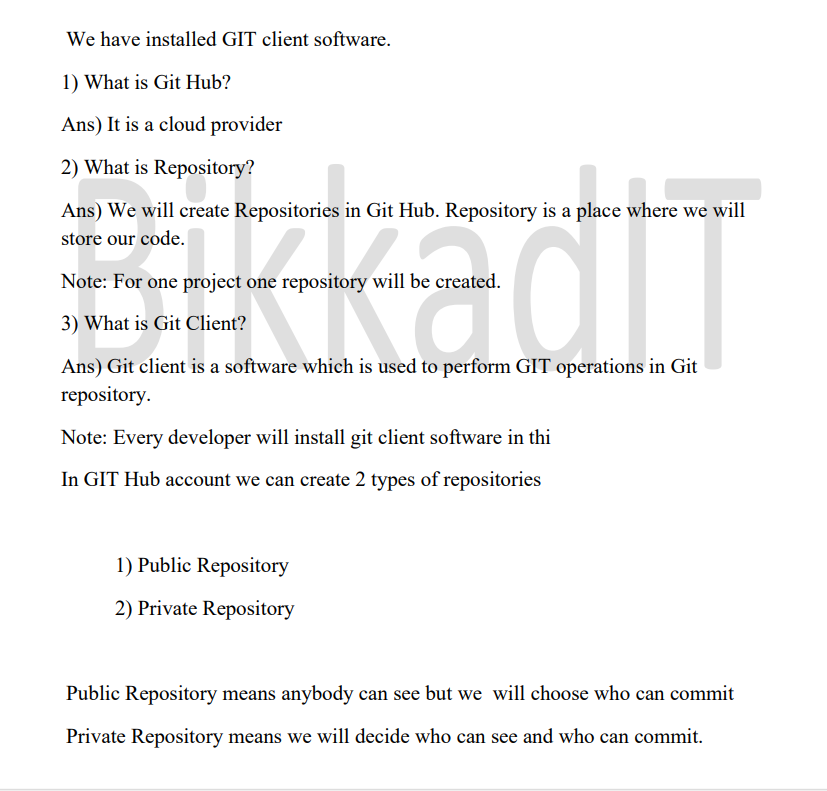 We have installed GIT client software.
1) What is Git Hub?
Ans) It is a cloud provider
2) What is Repository?
Ans) We will create Repositories in Git Hub. Repository is a place where we will
store our code.
Note: For one project one repository will be created.
3) What is Git Client?
Ans) Git client is a software which is used to perform GIT operations in Git
repository.
Note: Every developer will install git client software in thi
In GIT Hub account we can create 2 types of repositories
1) Public Repository
2) Private Repository
Public Repository means anybody can see but we  will choose who can commit
Private Repository means we will decide who can see and who can commit.
BikkadIT